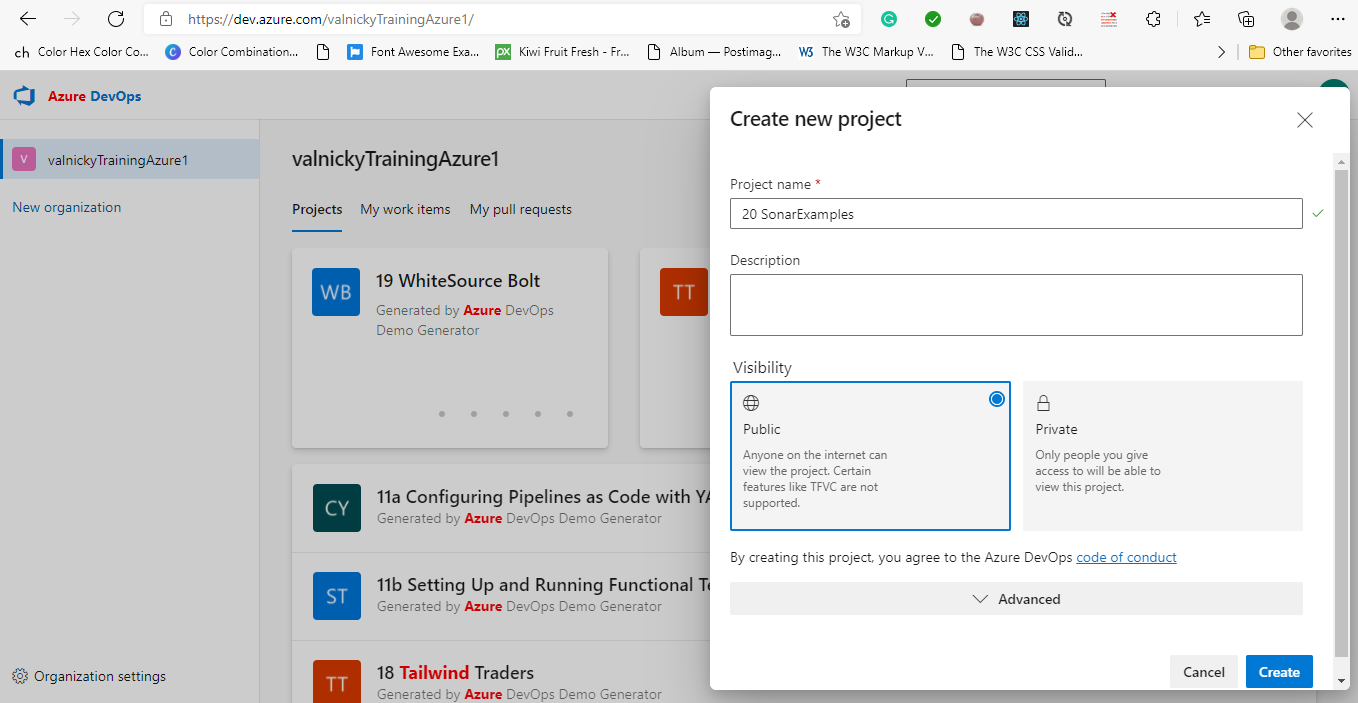 https://dev.azure.com/valnickyTrainingAzure1/
ch Color Hex Color Co...
C Color Combination...
Font Awesome Exa...
px Kiwi Fruit Fresh - Fr...
Album — Postimag...
W3 The W3C Markup V...
The W3C CSS Valid...
Other favorites
Azure DevOps
V valnickyTrainingAzure1
New organization
Organization settings
valnickyTrainingAzure1
Projects My work items My pull requests
WB 19 WhiteSource Bolt
Generated by Azure DevOps
Demo Generator
TT
CY 11a Configuring Pipelines as Code with YA
Generated by Azure DevOps Demo Generator
ST 11b Setting Up and Running Functional Te
Generated by Azure DevOps Demo Generator
TT 18 Tailwind Traders
Generated by Azure DevOps Demo Generator
Create new project
Project name *
20 SonarExamples
Description
Visibility
Public
Anyone on the internet can
view the project. Certain
features like TFVC are not
supported.
Private
Only people you give
access to will be able to
view this project.
By creating this project, you agree to the Azure DevOps code of conduct
Advanced
Cancel Create